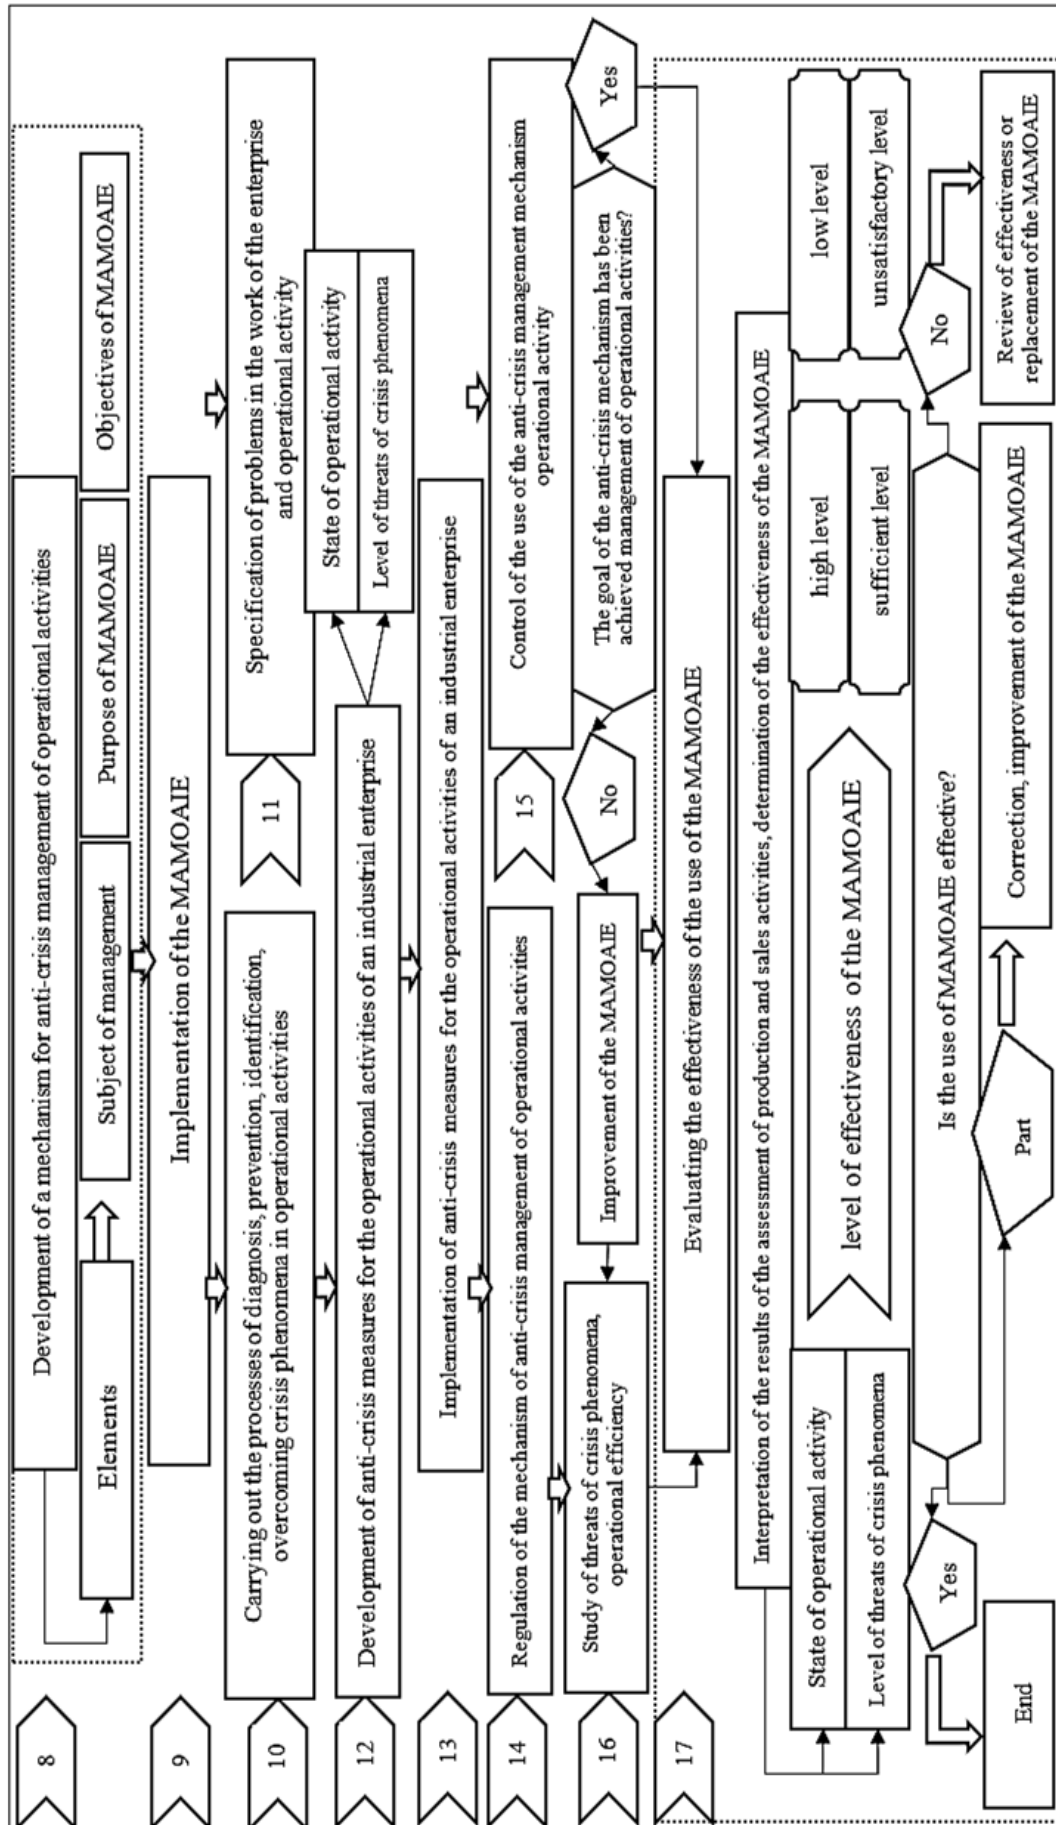 8
Development of a mechanism for anti-crisis management of operational activities
Elements
Subject of management
Purpose of MAMOAIE
Objectives of MAMOAIE
9
Implementation of the MAMOAIE
10
Carrying out the processes of diagnosis, prevention, identification,
overcoming crisis phenomena in operational activities
11
Specification of problems in the work of the enterprise
and operational activity
12
Development of anti-crisis measures for the operational activities of an industrial enterprise
State of operational activity
Level of threats of crisis phenomena
13
Implementation of anti-crisis measures for the operational activities of an industrial enterprise
14
Regulation of the mechanism of anti-crisis management of operational activities
15
Control of the use of the anti-crisis management mechanism
operational activity
16
Study of threats of crisis phenomena,
operational efficiency
Improvement of the MAMOAIE
No
The goal of the anti-crisis mechanism has been
achieved management of operational activities?
Yes
17
Evaluating the effectiveness of the use of the MAMOAIE
Interpretation of the results of the assessment of production and sales activities, determination of the effectiveness of the MAMOAIE
State of operational activity
Level of threats of crisis phenomena
level of effectiveness of the MAMOAIE
high level
low level
sufficient level
unsatisfactory level
Yes
Is the use of MAMOAIE effective?
No
End
Part
Correction, improvement of the MAMOAIE
Review of effectiveness or
replacement of the MAMOAIE